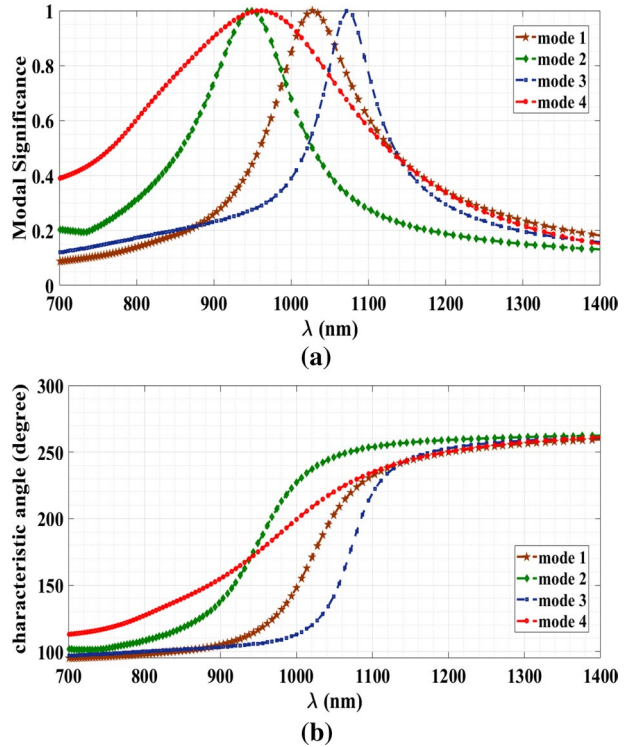 Modal Significance
1
0.8
0.6
0.4
0.2
0
700 800 900 1000 1100 1200 1300 1400
λ (nm)
mode 1
mode 2
mode 3
mode 4
(a)
characteristic angle (degree)
300
250
200
150
100
700 800 900 1000 1100 1200 1300 1400
λ (nm)
mode 1
mode 2
mode 3
mode 4
(b)